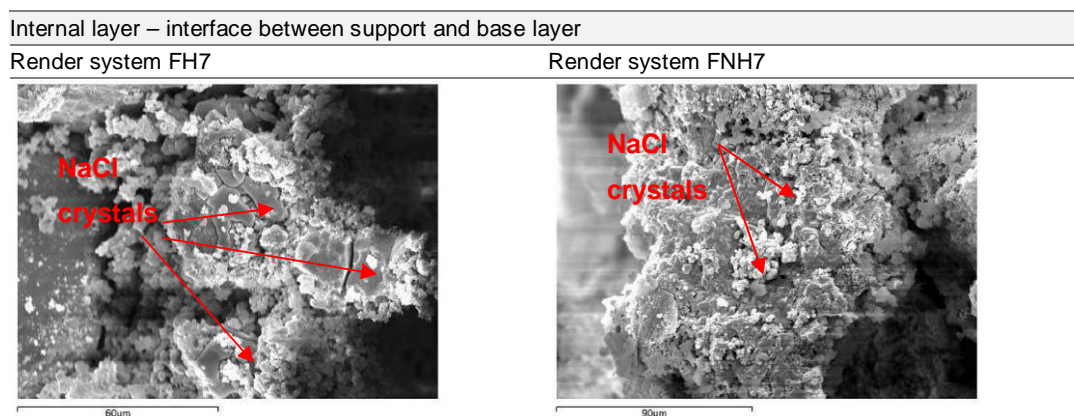 Internal layer – interface between support and base layer
Render system FH7
Render system FNH7
NaCl
crystals
NaCl
crystals
60µm
90µm